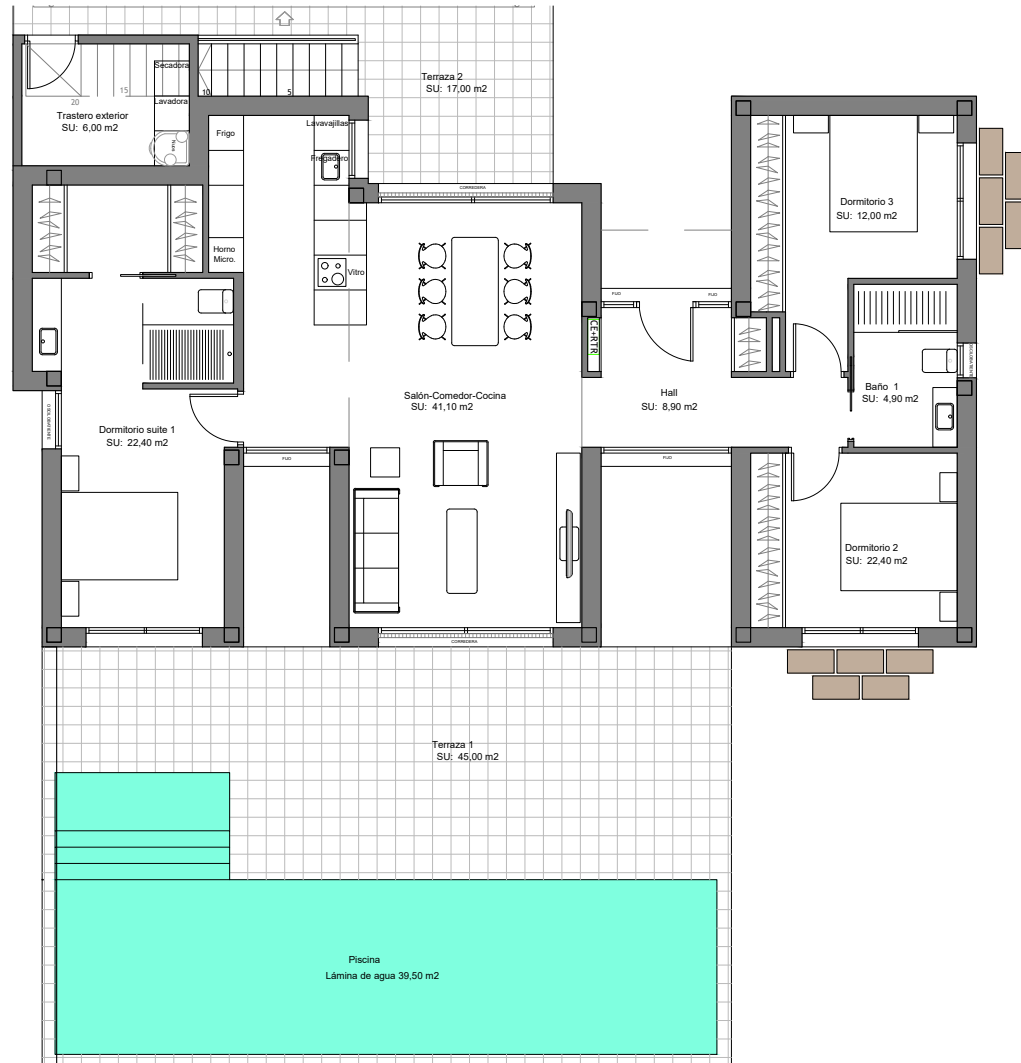 Terraza 2
SU: 17,00 m2
Secadora
Lavadora
20
15
10
5
Trastero exterior
SU: 6,00 m2
Frigo
Lavavajillas
Fregadero
CORREDERA
Horno
Micro.
Vitro
Dormitorio 3
SU: 12,00 m2
FIJO
FIJO
CE+RTR
Salón-Comedor-Cocina
SU: 41,10 m2
Hall
SU: 8,90 m2
Baño 1
SU: 4,90 m2
Dormitorio suite 1
SU: 22,40 m2
FIJO
FIJO
Dormitorio 2
SU: 22,40 m2
CORREDERA
Terraza 1
SU: 45,00 m2
Piscina
Lámina de agua 39,50 m2